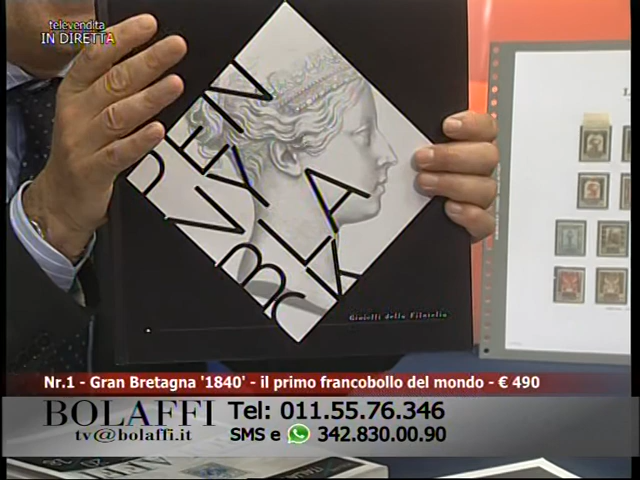 televendita
IN DIRETTA
PENNY
BLACK
Gioielli della Filatelia
Nr.1 - Gran Bretagna '1840' - il primo francobollo del mondo - € 490
BOLAFFI
tv@bolaffi.it
Tel: 011.55.76.346
SMS e 342.830.00.90